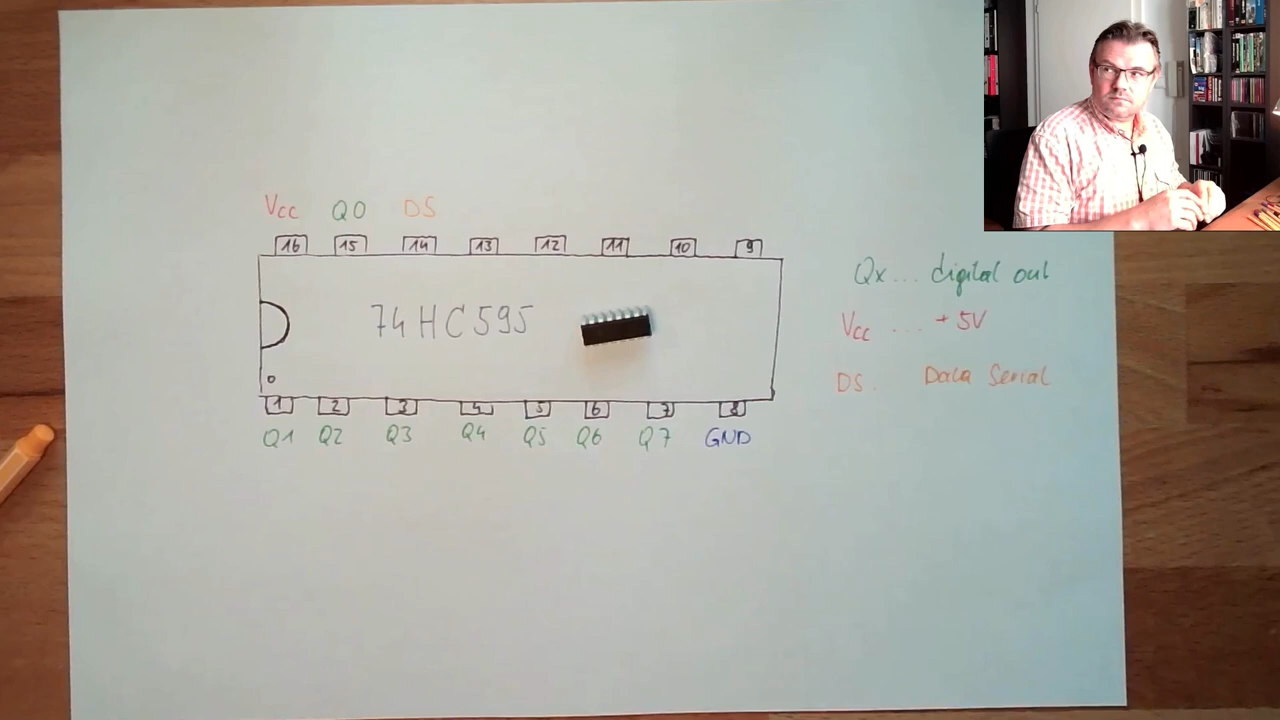 Vcc Q0 DS
16 15 14 13 12 11 10 9
74HC595
1 2 3 4 5 6 7 8
Q1 Q2 Q3 Q4 Q5 Q6 Q7 GND
Qx... digital out
Vcc ... +5V
DS. Data Serial